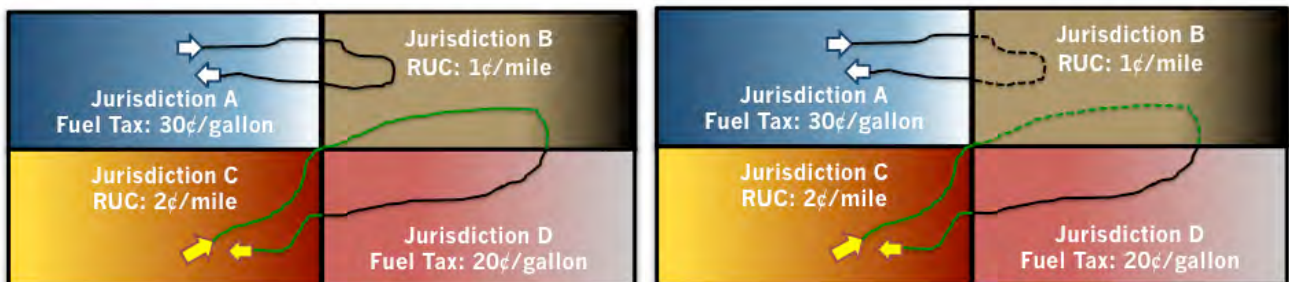 Jurisdiction B
RUC: 1¢/mile
Jurisdiction A
Fuel Tax: 30¢/gallon
Jurisdiction C
RUC: 2¢/mile
Jurisdiction D
Fuel Tax: 20¢/gallon
Jurisdiction B
RUC: 1¢/mile
Jurisdiction A
Fuel Tax: 30¢/gallon
Jurisdiction C
RUC: 2¢/mile
Jurisdiction D
Fuel Tax: 20¢/gallon